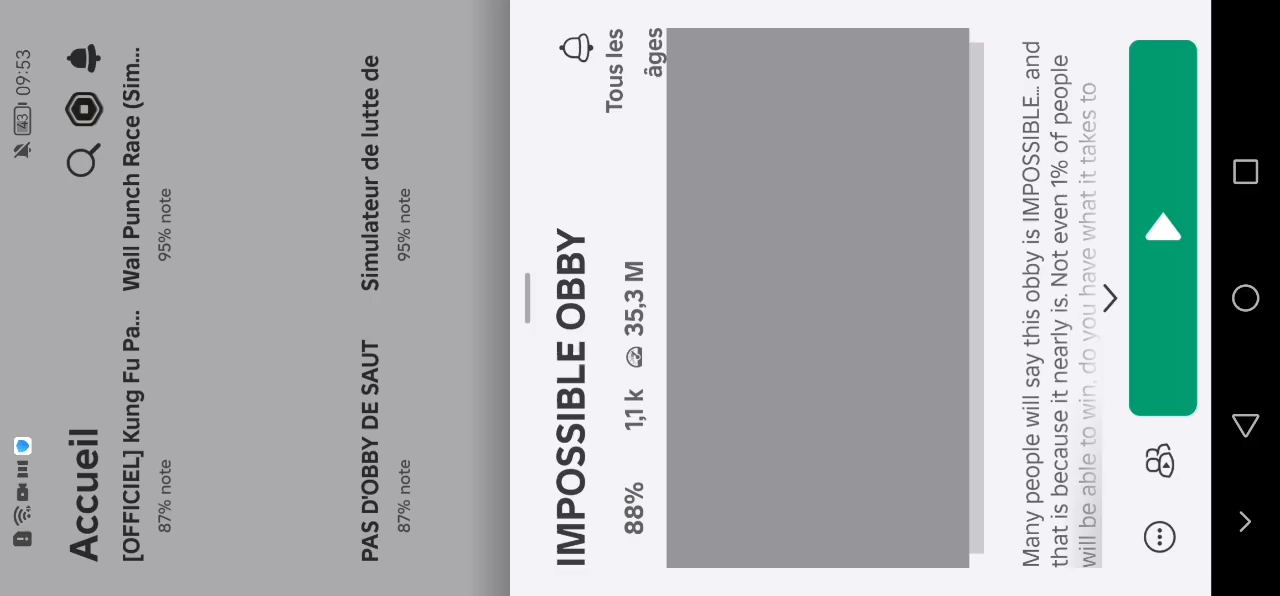 09:53
43
Accueil
[OFFICIEL] Kung Fu Pa...
Wall Punch Race (Sim...
87% note
95% note
PAS D'OBBY DE SAUT
Simulateur de lutte de
87% note
95% note
IMPOSSIBLE OBBY
88%
1,1 k
35,3 M
Tous les
âges
Many people will say this obby is IMPOSSIBLE... and
that is because it nearly is. Not even 1% of people
will be able to win, do you have what it takes to